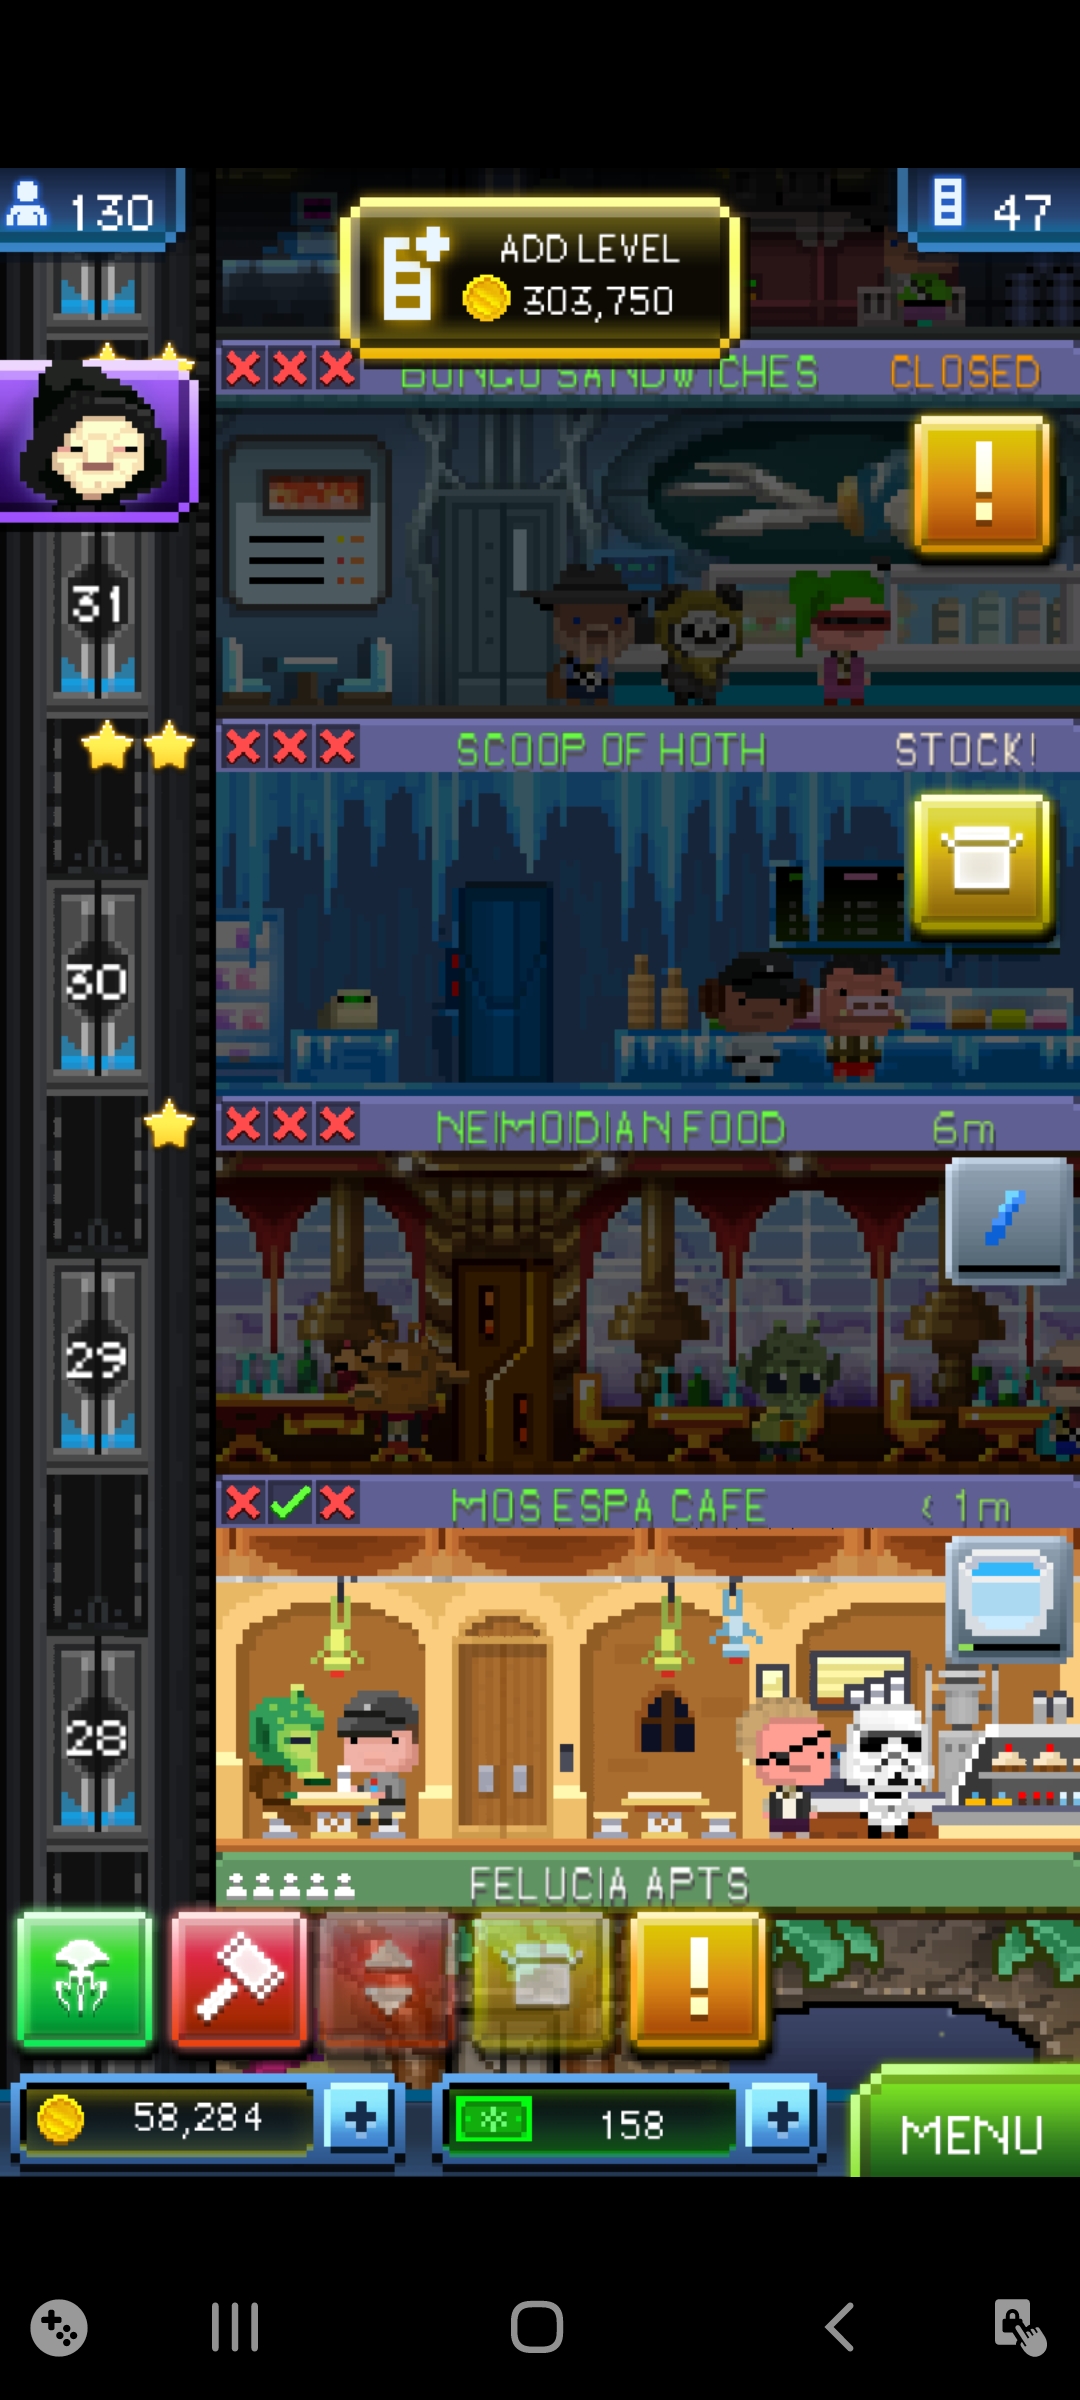 130
47
ADD LEVEL
303,750
BUNGO SANDWICHES
CLOSED
!
31
SCOOP OF HOTH
STOCK!
30
NEIMOIDIAN FOOD
6m
29
MOS ESPA CAFE
< 1m
28
FELUCIA APTS
!
58,284
+
158
+
MENU